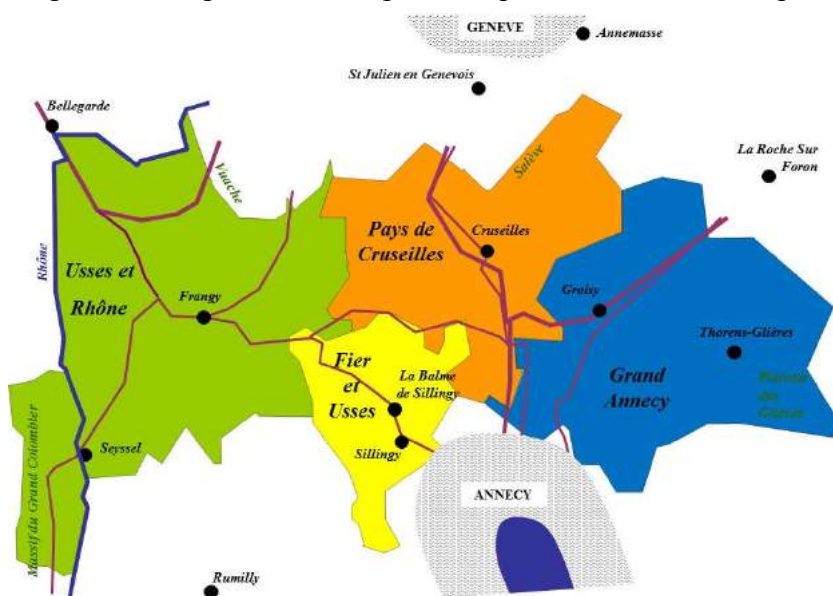 GENEVE
Annemasse
St Julien en Genevois
Bellegarde
La Roche Sur
Foron
Vuache
Salève
Pays de
Cruseilles
Cruseilles
Rhône
Usses et
Rhône
Frangy
Groisy
Thorens-Glières
Fier
et
Usses
La Balme
de Sillingy
Grand
Annecy
Plateau
des
Glières
Sillingy
Seyssel
Massif du Grand Colombier
ANNECY
Rumilly